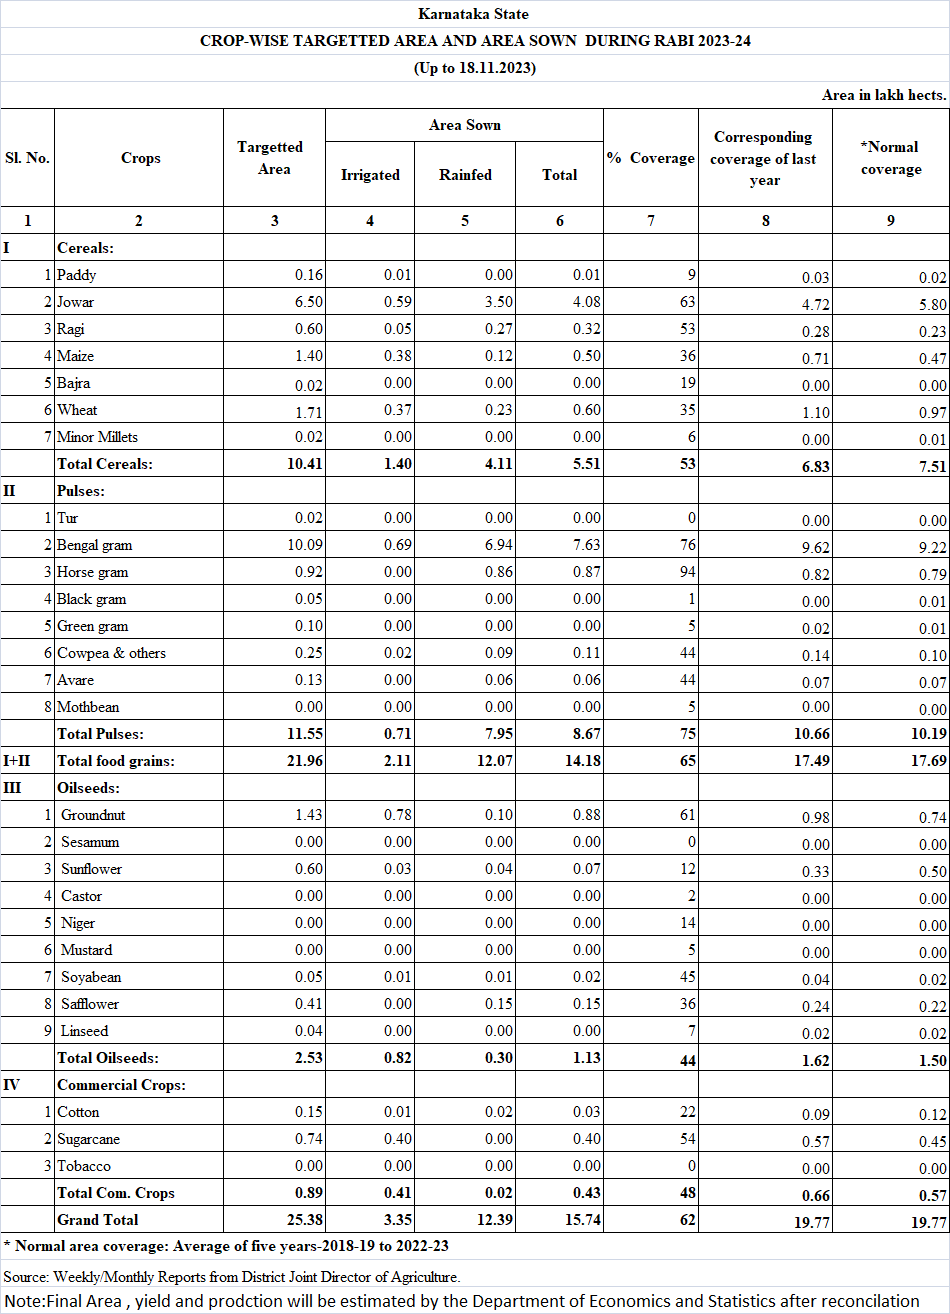 Karnataka State
CROP-WISE TARGETTED AREA AND AREA SOWN DURING RABI 2023-24
(Up to 18.11.2023)
Area in lakh hects.
Sl. No. Crops Targetted Area Area Sown % Coverage Corresponding coverage of last year *Normal coverage
Irrigated Rainfed Total
1 2 3 4 5 6 7 8 9
I Cereals:
1 Paddy 0.16 0.01 0.00 0.01 9 0.03 0.02
2 Jowar 6.50 0.59 3.50 4.08 63 4.72 5.80
3 Ragi 0.60 0.05 0.27 0.32 53 0.28 0.23
4 Maize 1.40 0.38 0.12 0.50 36 0.71 0.47
5 Bajra 0.02 0.00 0.00 0.00 19 0.00 0.00
6 Wheat 1.71 0.37 0.23 0.60 35 1.10 0.97
7 Minor Millets 0.02 0.00 0.00 0.00 6 0.00 0.01
Total Cereals: 10.41 1.40 4.11 5.51 53 6.83 7.51
II Pulses:
1 Tur 0.02 0.00 0.00 0.00 0 0.00 0.00
2 Bengal gram 10.09 0.69 6.94 7.63 76 9.62 9.22
3 Horse gram 0.92 0.00 0.86 0.87 94 0.82 0.79
4 Black gram 0.05 0.00 0.00 0.00 1 0.00 0.01
5 Green gram 0.10 0.00 0.00 0.00 5 0.02 0.01
6 Cowpea & others 0.25 0.02 0.09 0.11 44 0.14 0.10
7 Avare 0.13 0.00 0.06 0.06 44 0.07 0.07
8 Mothbean 0.00 0.00 0.00 0.00 5 0.00 0.00
Total Pulses: 11.55 0.71 7.95 8.67 75 10.66 10.19
I+II Total food grains: 21.96 2.11 12.07 14.18 65 17.49 17.69
III Oilseeds:
1 Groundnut 1.43 0.78 0.10 0.88 61 0.98 0.74
2 Sesamum 0.00 0.00 0.00 0.00 0 0.00 0.00
3 Sunflower 0.60 0.03 0.04 0.07 12 0.33 0.50
4 Castor 0.00 0.00 0.00 0.00 2 0.00 0.00
5 Niger 0.00 0.00 0.00 0.00 14 0.00 0.00
6 Mustard 0.00 0.00 0.00 0.00 5 0.00 0.00
7 Soyabean 0.05 0.01 0.01 0.02 45 0.04 0.02
8 Safflower 0.41 0.00 0.15 0.15 36 0.24 0.22
9 Linseed 0.04 0.00 0.00 0.00 7 0.02 0.02
Total Oilseeds: 2.53 0.82 0.30 1.13 44 1.62 1.50
IV Commercial Crops:
1 Cotton 0.15 0.01 0.02 0.03 22 0.09 0.12
2 Sugarcane 0.74 0.40 0.00 0.40 54 0.57 0.45
3 Tobacco 0.00 0.00 0.00 0.00 0 0.00 0.00
Total Com. Crops 0.89 0.41 0.02 0.43 48 0.66 0.57
Grand Total 25.38 3.35 12.39 15.74 62 19.77 19.77
* Normal area coverage: Average of five years-2018-19 to 2022-23
Source: Weekly/Monthly Reports from District Joint Director of Agriculture.
Note:Final Area , yield and prodction will be estimated by the Department of Economics and Statistics after reconcilation